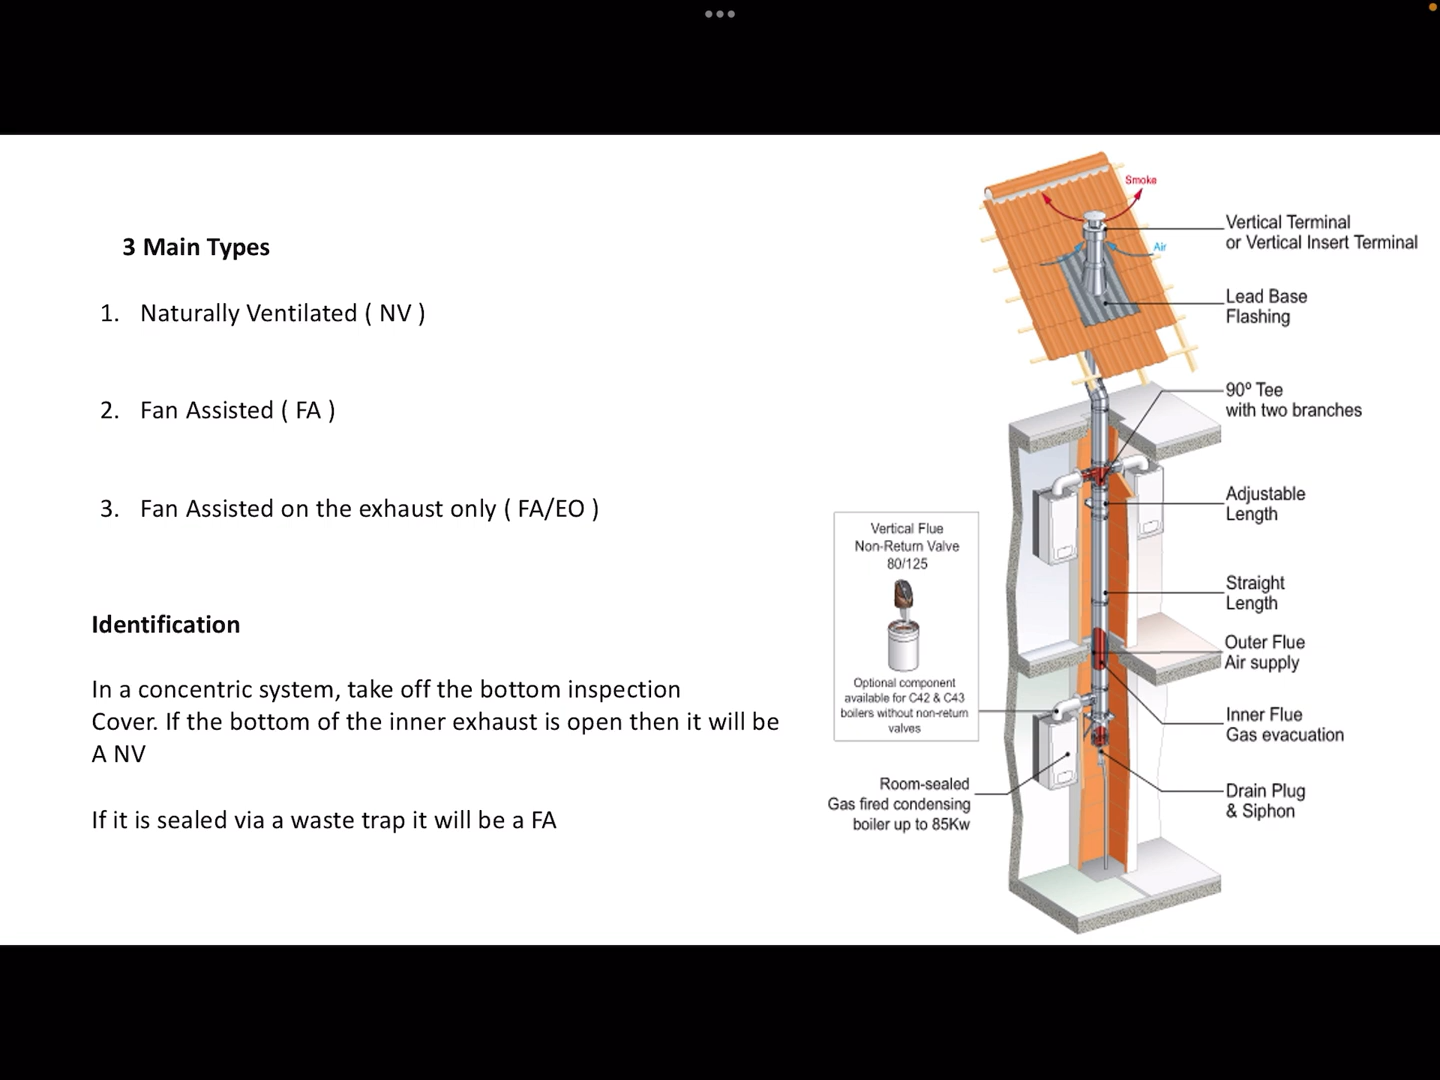 3 Main Types
1. Naturally Ventilated ( NV )
2. Fan Assisted ( FA )
3. Fan Assisted on the exhaust only ( FA/EO )
Identification
In a concentric system, take off the bottom inspection
Cover. If the bottom of the inner exhaust is open then it will be
A NV
If it is sealed via a waste trap it will be a FA
Smoke
Air
Vertical Terminal
or Vertical Insert Terminal
Lead Base
Flashing
90º Tee
with two branches
Adjustable
Length
Straight
Length
Outer Flue
Air supply
Inner Flue
Gas evacuation
Drain Plug
& Siphon
Vertical Flue
Non-Return Valve
80/125
Optional component
available for C42 & C43
boilers without non-return
valves
Room-sealed
Gas fired condensing
boiler up to 85Kw